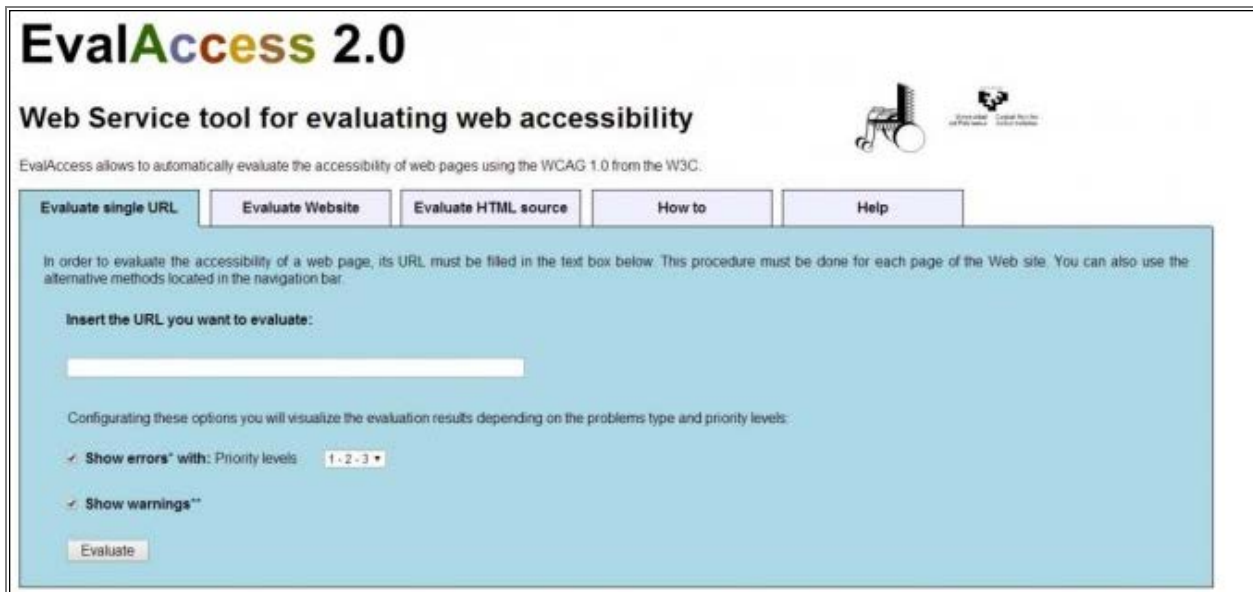 EvalAccess 2.0
Web Service tool for evaluating web accessibility
EvalAccess allows to automatically evaluate the accessibility of web pages using the WCAG 1.0 from the W3C.
Evaluate single URL
Evaluate Website
Evaluate HTML source
How to
Help
In order to evaluate the accessibility of a web page, its URL must be filled in the text box below. This procedure must be done for each page of the Web site. You can also use the
alternative methods located in the navigation bar.
Insert the URL you want to evaluate:
Configurating these options you will visualize the evaluation results depending on the problems type and priority levels:
Show errors* with: Priority levels 1 - 2 - 3
Show warnings**
Evaluate